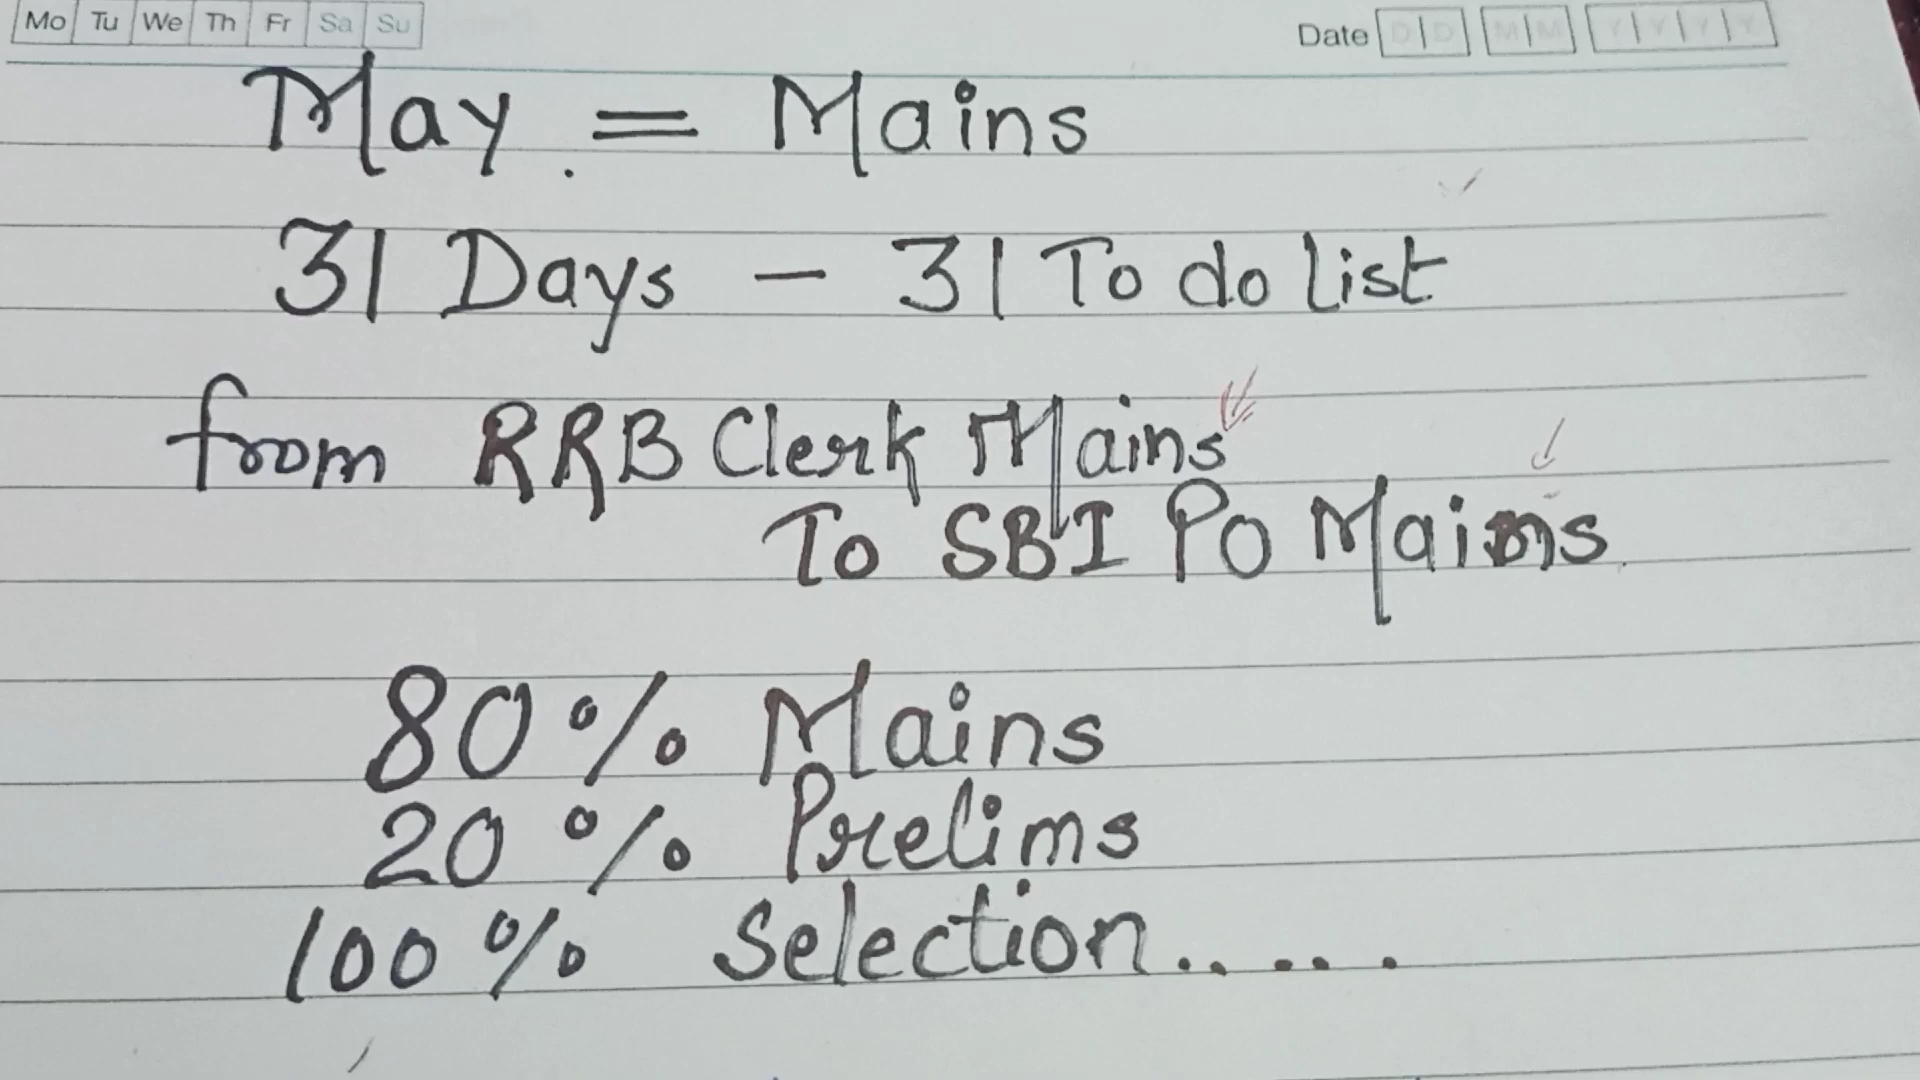 Mo Tu We Th Fr Sa Su Date D D M M Y Y Y Y
May = Mains
31 Days - 31 To do list
from RRB Clerk Mains
To SBI PO Mains
80% Mains
20% Prelims
100% Selection.....